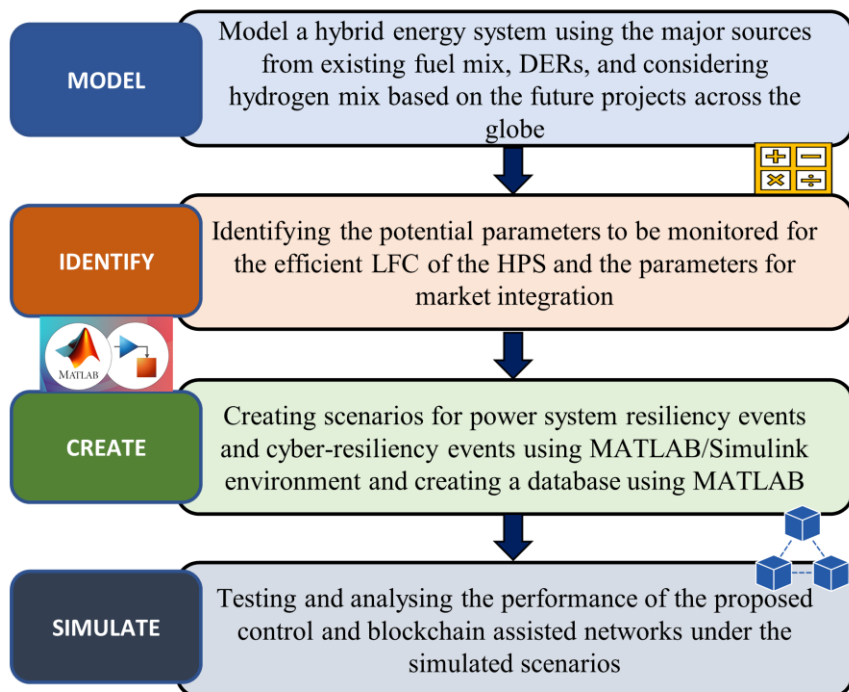 MODEL
Model a hybrid energy system using the major sources
from existing fuel mix, DERs, and considering
hydrogen mix based on the future projects across the
globe
+ −
× ÷
IDENTIFY
Identifying the potential parameters to be monitored for
the efficient LFC of the HPS and the parameters for
market integration
MATLAB
CREATE
Creating scenarios for power system resiliency events
and cyber-resiliency events using MATLAB/Simulink
environment and creating a database using MATLAB
SIMULATE
Testing and analysing the performance of the proposed
control and blockchain assisted networks under the
simulated scenarios